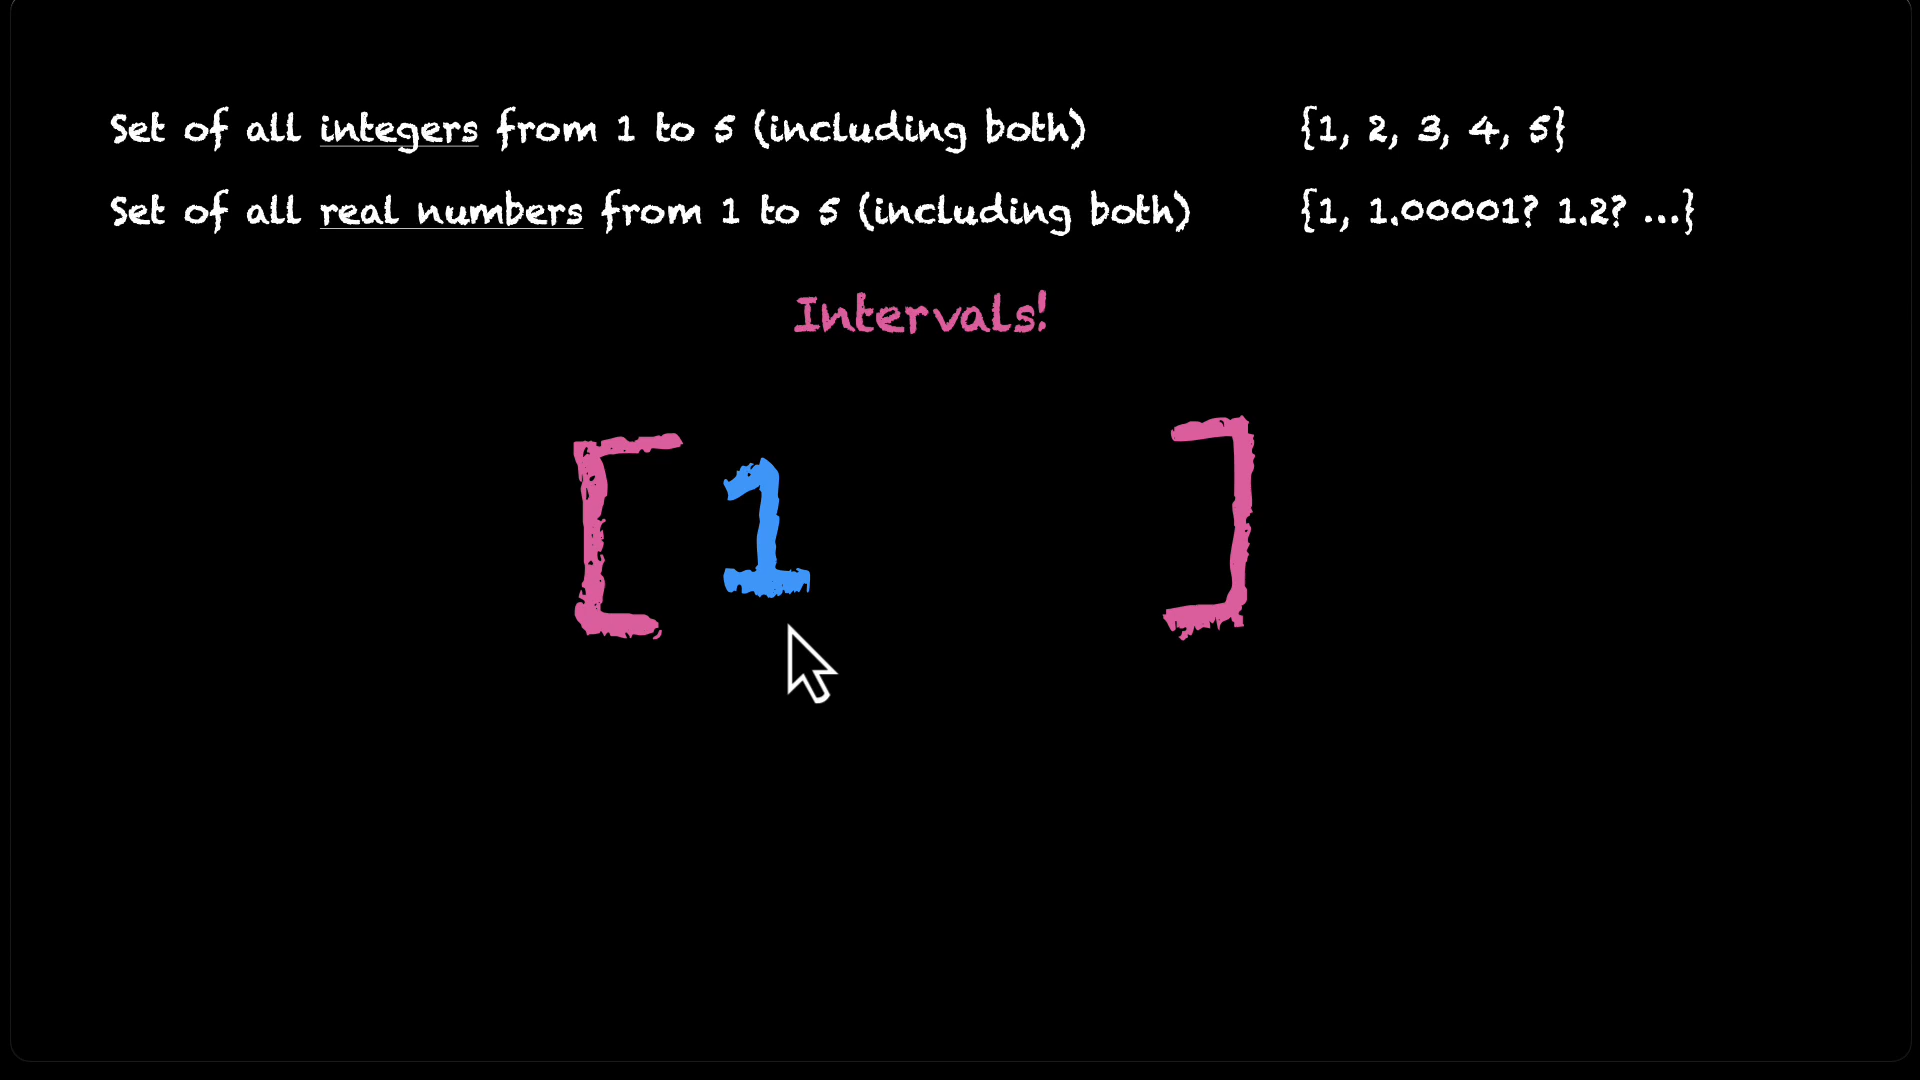 Set of all integers from 1 to 5 (including both) {1, 2, 3, 4, 5}
Set of all real numbers from 1 to 5 (including both) {1, 1.00001? 1.2? ...}
Intervals!
[ 1 ]